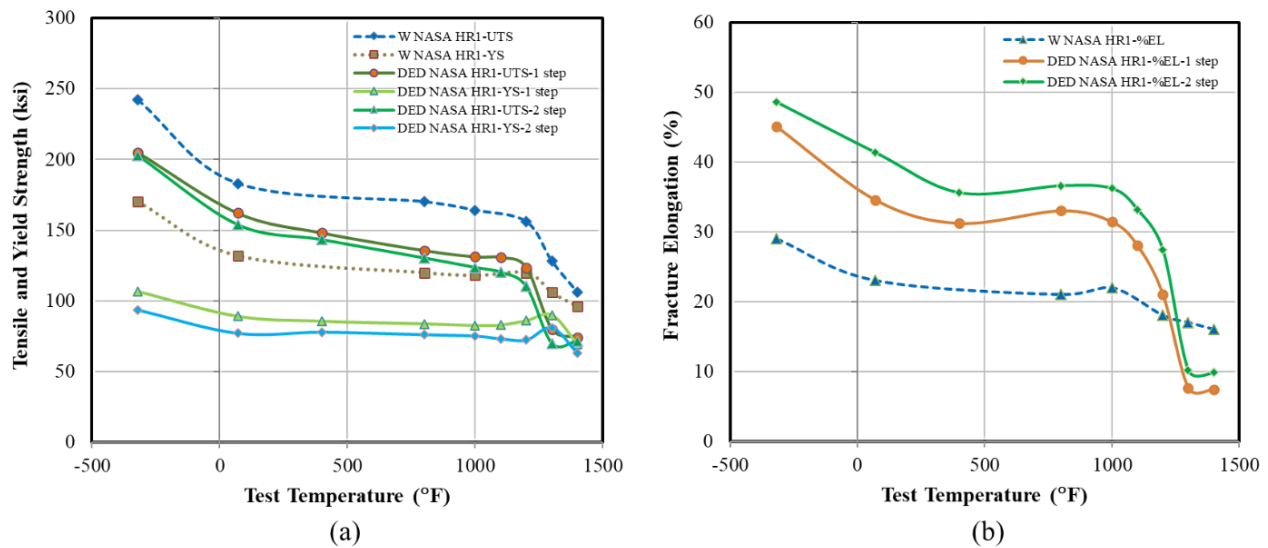 300
250
200
150
100
50
0
-500
0
500
1000
1500
Tensile and Yield Strength (ksi)
Test Temperature (°F)
W NASA HR1-UTS
W NASA HR1-YS
DED NASA HR1-UTS-1 step
DED NASA HR1-YS-1 step
DED NASA HR1-UTS-2 step
DED NASA HR1-YS-2 step
(a)
60
50
40
30
20
10
0
-500
0
500
1000
1500
Fracture Elongation (%)
Test Temperature (°F)
W NASA HR1-%EL
DED NASA HR1-%EL-1 step
DED NASA HR1-%EL-2 step
(b)